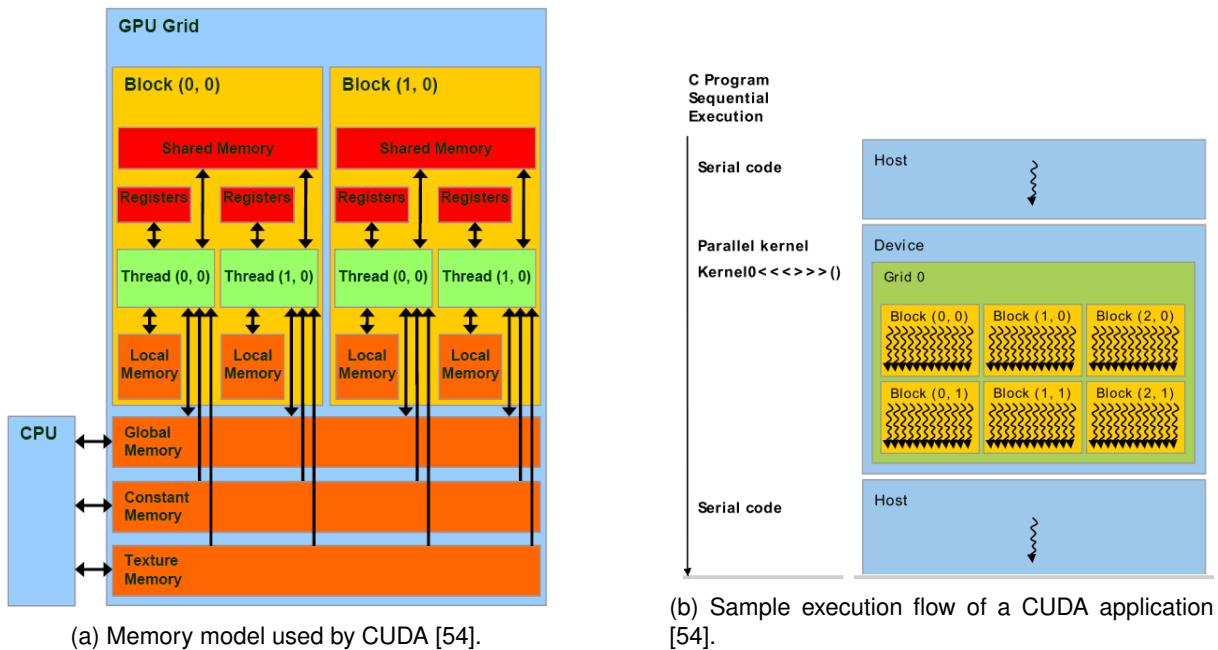 GPU Grid
Block (0, 0)
Block (1, 0)
Shared Memory
Shared Memory
Registers
Registers
Registers
Registers
Thread (0, 0)
Thread (1, 0)
Thread (0, 0)
Thread (1, 0)
Local
Memory
Local
Memory
Local
Memory
Local
Memory
CPU
Global
Memory
Constant
Memory
Texture
Memory
(a) Memory model used by CUDA [54].
C Program
Sequential
Execution
Serial code
Host
Parallel kernel
Kernel0<<<>>>()
Device
Grid 0
Block (0, 0)
Block (1, 0)
Block (2, 0)
Block (0, 1)
Block (1, 1)
Block (2, 1)
Serial code
Host
(b) Sample execution flow of a CUDA application
[54].